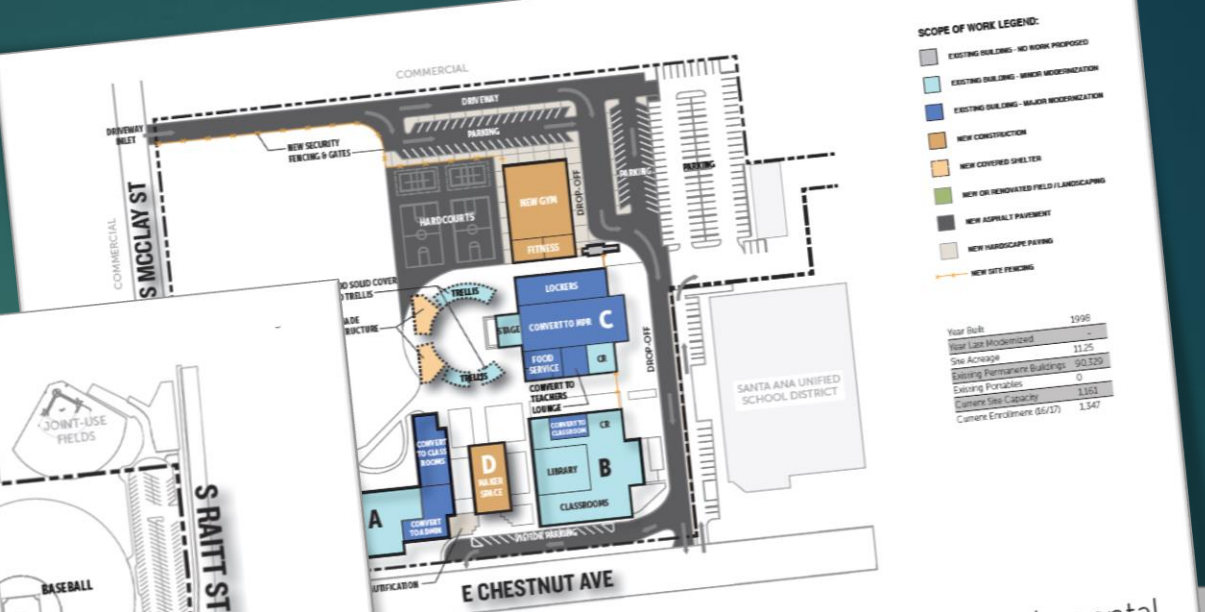 SCOPE OF WORK LEGEND:
EXISTING BUILDING - NO WORK PROPOSED
EXISTING BUILDING - MINOR MODERNIZATION
EXISTING BUILDING - MAJOR MODERNIZATION
NEW CONSTRUCTION
NEW COVERED SHELTER
NEW OR RENOVATED FIELD / LANDSCAPING
NEW ASPHALT PAVEMENT
NEW HARDSCAPE PAVING
NEW SITE FENCING
Year Built 1998
Year Last Modernized -
Site Acreage 11.25
Existing Permanent Buildings 90,329
Existing Portables 0
Current Site Capacity 1,161
Current Enrollment (16/17) 1,347
COMMERCIAL
DRIVEWAY
DRIVEWAY
INLET
PARKING
NEW SECURITY
FENCING & GATES
COMMERCIAL
S MCCLAY ST
HARDCOURTS
NEW GYM
FITNESS
DROP-OFF
PARKING
PARKING
SOLID COVER
TRELLIS
TRELLIS
TRELLIS
LOCKERS
STAGE
CONVERT TO MPR
C
FOOD
SERVICE
CR
CONVERT TO
TEACHERS
LOUNGE
DROP-OFF
SANTA ANA UNIFIED
SCHOOL DISTRICT
CONVERT
TO CLASS
ROOMS
D
MAKER
SPACE
CONVERT TO
CLASSROOM
CR
LIBRARY
B
CLASSROOMS
A
CONVERT
TO ADMIN
VISITOR PARKING
E CHESTNUT AVE
JOINT-USE
FIELDS
S RAITT ST
BASEBALL